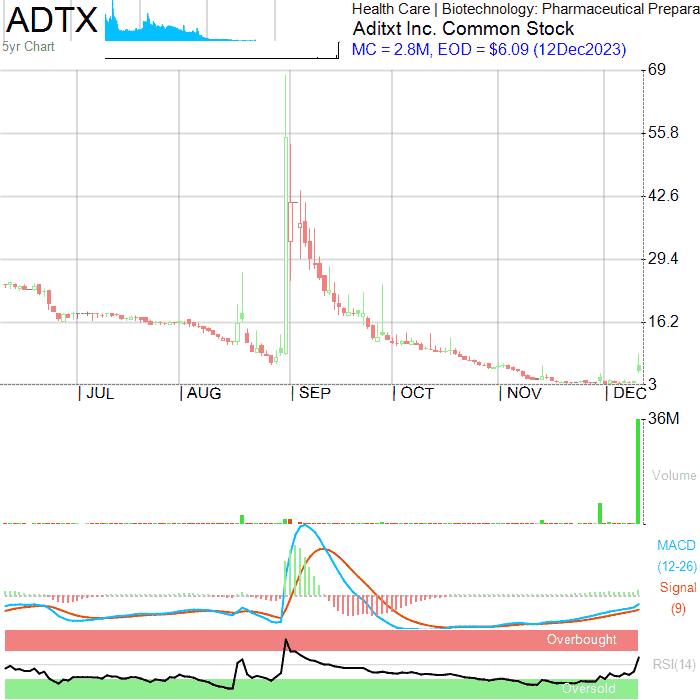 ADTX
5yr Chart
Health Care | Biotechnology: Pharmaceutical Prepara
Aditxt Inc. Common Stock
MC = 2.8M, EOD = $6.09 (12Dec2023)
69
55.8
42.6
29.4
16.2
3
|JUL |AUG |SEP |OCT |NOV |DEC
36M
Volume
MACD
(12-26)
Signal
(9)
Overbought
RSI(14)
Oversold